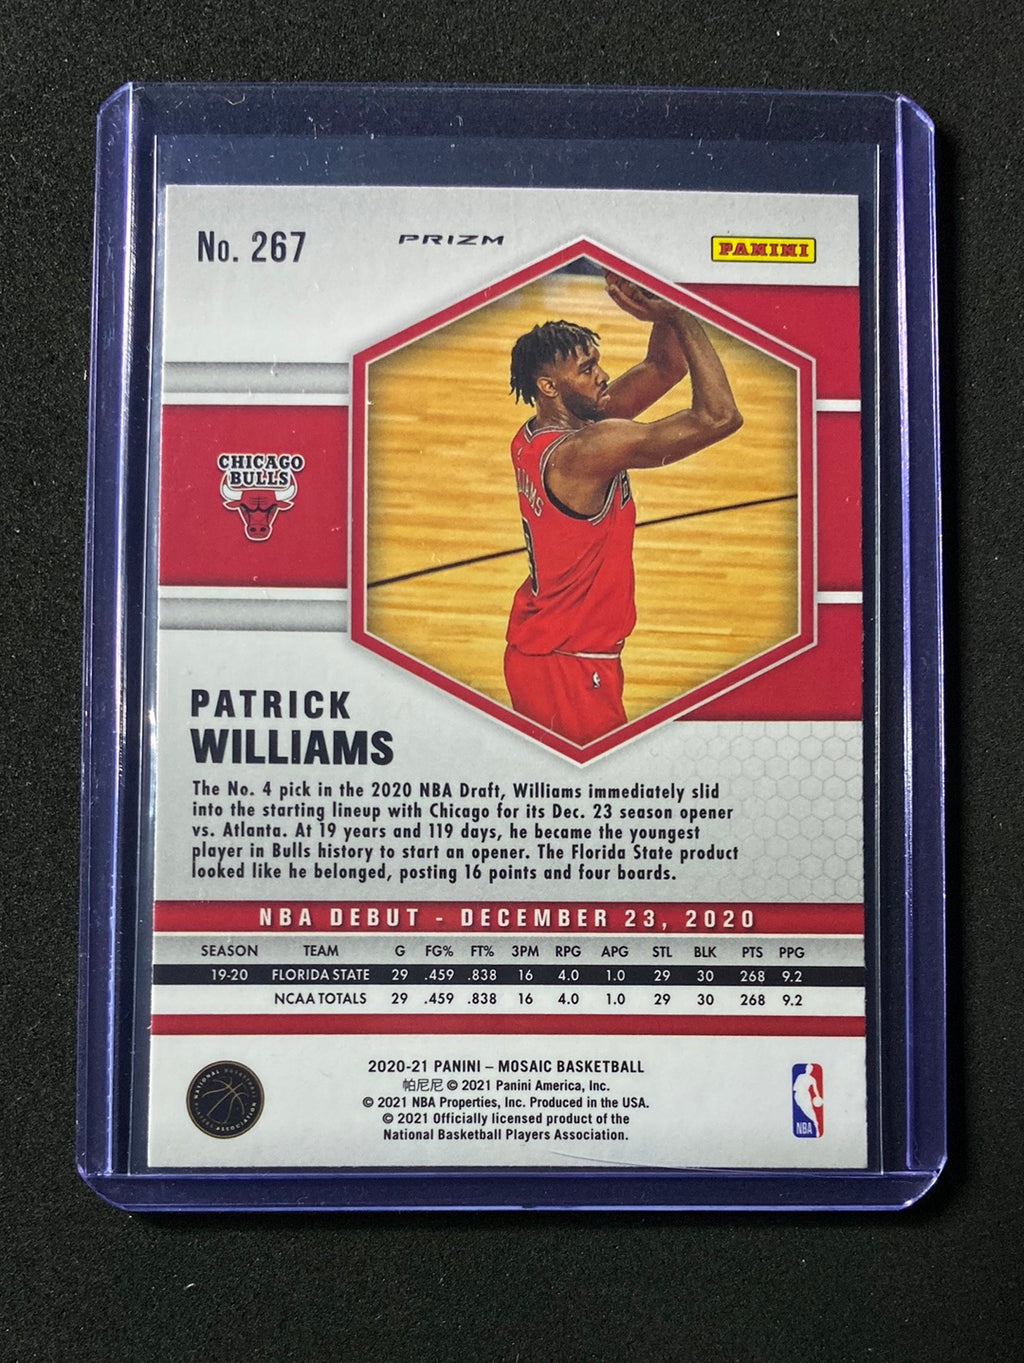 No. 267
PRIZM
PANINI
CHICAGO
BULLS
PATRICK
WILLIAMS
The No. 4 pick in the 2020 NBA Draft, Williams immediately slid
into the starting lineup with Chicago for its Dec. 23 season opener
vs. Atlanta. At 19 years and 119 days, he became the youngest
player in Bulls history to start an opener. The Florida State product
looked like he belonged, posting 16 points and four boards.
NBA DEBUT - DECEMBER 23, 2020
SEASON TEAM G FG% FT% 3PM RPG APG STL BLK PTS PPG
19-20 FLORIDA STATE 29 .459 .838 16 4.0 1.0 29 30 268 9.2
NCAA TOTALS 29 .459 .838 16 4.0 1.0 29 30 268 9.2
2020-21 PANINI – MOSAIC BASKETBALL
帕尼尼 © 2021 Panini America, Inc.
© 2021 NBA Properties, Inc. Produced in the USA.
© 2021 Officially licensed product of the
National Basketball Players Association.
NATIONAL BASKETBALL PLAYERS ASSOCIATION
NBA